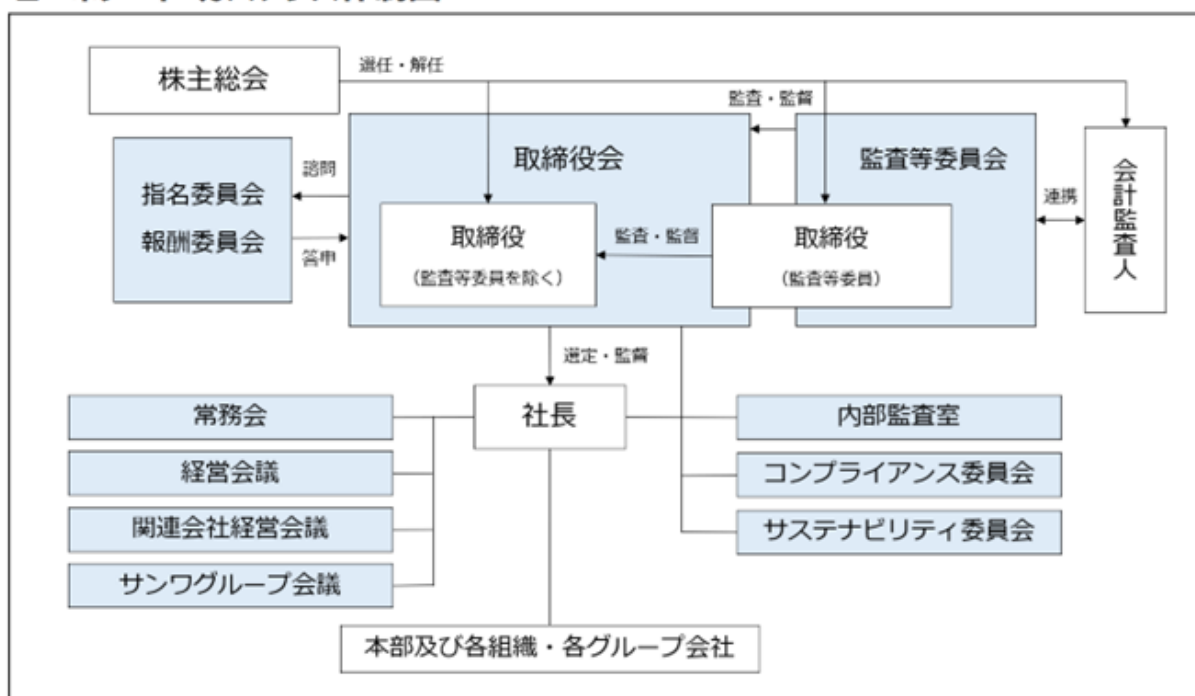 株主総会
選任・解任
監査・監督
取締役会
監査等委員会
会計監査人
指名委員会
報酬委員会
諮問
答申
取締役
(監査等委員を除く)
監査・監督
取締役
(監査等委員)
連携
選定・監督
社長
常務会
経営会議
関連会社経営会議
サンワグループ会議
内部監査室
コンプライアンス委員会
サステナビリティ委員会
本部及び各組織・各グループ会社